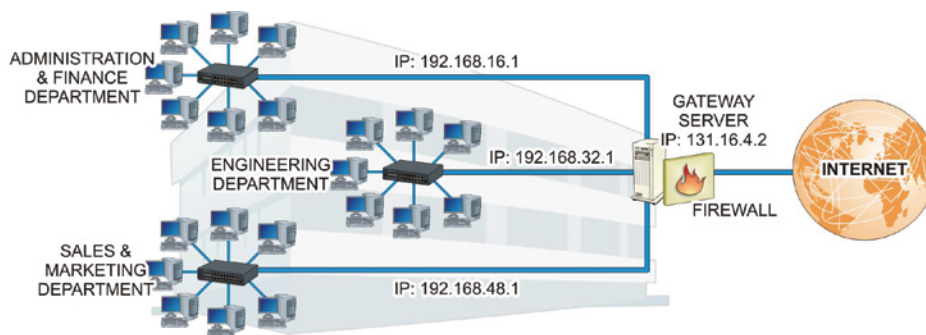 ADMINISTRATION
& FINANCE
DEPARTMENT
IP: 192.168.16.1
GATEWAY
SERVER
IP: 131.16.4.2
ENGINEERING
DEPARTMENT
IP: 192.168.32.1
INTERNET
FIREWALL
SALES &
MARKETING
DEPARTMENT
IP: 192.168.48.1